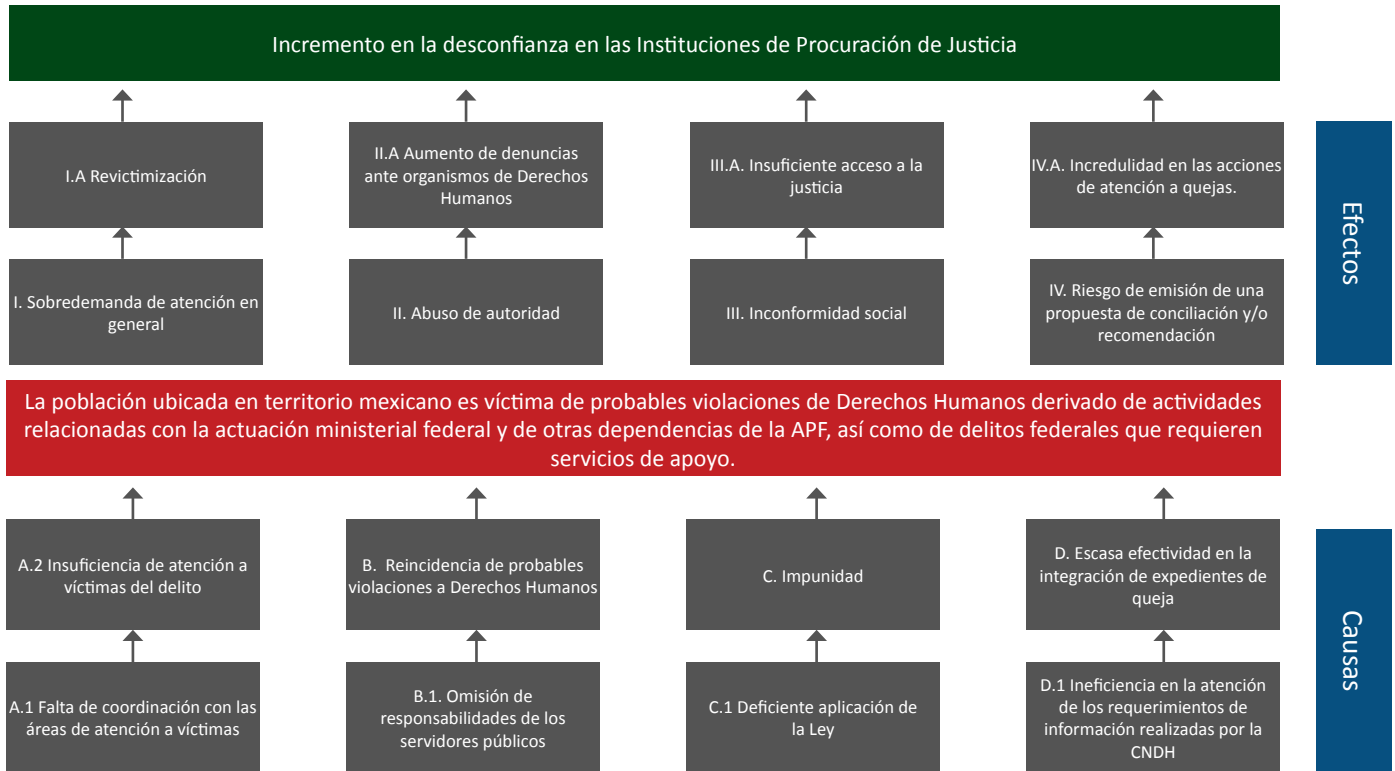 Incremento en la desconfianza en las Instituciones de Procuración de Justicia
I.A Revictimización
II.A Aumento de denuncias
ante organismos de Derechos
Humanos
III.A. Insuficiente acceso a la
justicia
IV.A. Incredulidad en las acciones
de atención a quejas.
Efectos
I. Sobredemanda de atención en
general
II. Abuso de autoridad
III. Inconformidad social
IV. Riesgo de emisión de una
propuesta de conciliación y/o
recomendación
La población ubicada en territorio mexicano es víctima de probables violaciones de Derechos Humanos derivado de actividades
relacionadas con la actuación ministerial federal y de otras dependencias de la APF, así como de delitos federales que requieren
servicios de apoyo.
A.2 Insuficiencia de atención a
víctimas del delito
B. Reincidencia de probables
violaciones a Derechos Humanos
C. Impunidad
D. Escasa efectividad en la
integración de expedientes de
queja
Causas
A.1 Falta de coordinación con las
áreas de atención a víctimas
B.1. Omisión de
responsabilidades de los
servidores públicos
C.1 Deficiente aplicación de
la Ley
D.1 Ineficiencia en la atención
de los requerimientos de
información realizadas por la
CNDH